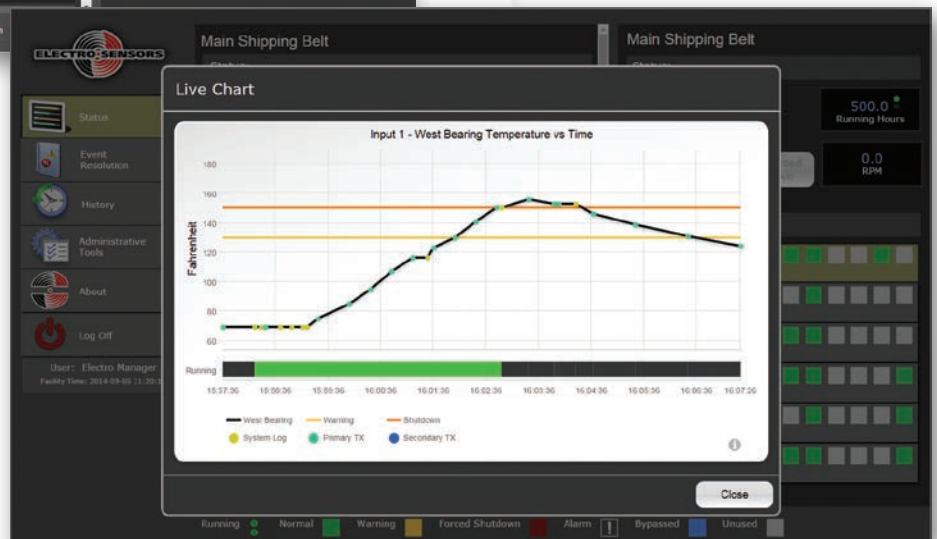 ELECTRO-SENSORS
Main Shipping Belt
Main Shipping Belt
Live Chart
Status
Event
Resolution
History
Administrative
Tools
About
Log Off
User: Electro Manager
Facility Time: 2014-09-05
500.0
Running Hours
0.0
RPM
Input 1 - West Bearing Temperature vs Time
Fahrenheit
180
160
140
120
100
80
60
Running
15:57:36 15:58:36 15:59:36 16:00:36 16:01:36 16:02:36 16:03:36 16:04:36 16:05:36 16:06:36 16:07:26
West Bearing Warning Shutdown
System Log Primary TX Secondary TX
Close
Running Normal Warning Forced Shutdown Alarm Bypassed Unused